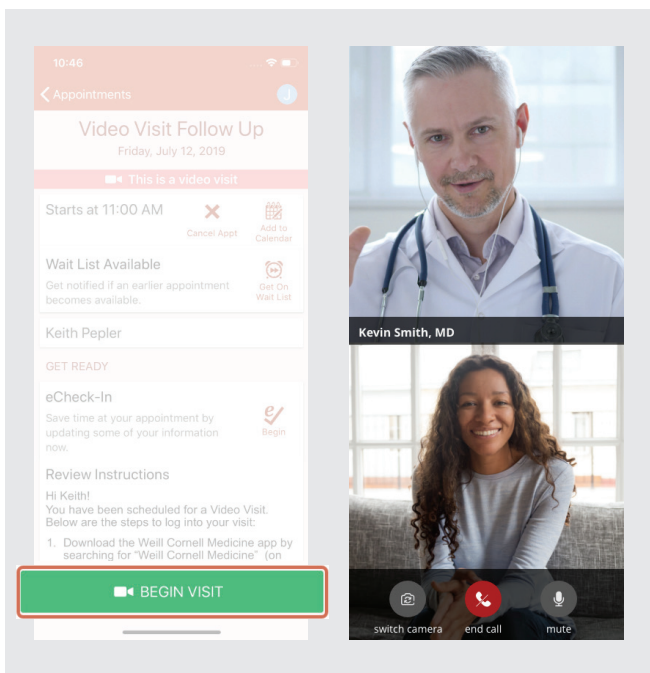 10:46
Appointments
J
Video Visit Follow Up
Friday, July 12, 2019
This is a video visit
Starts at 11:00 AM
Cancel Appt
Add to
Calendar
Wait List Available
Get notified if an earlier appointment
becomes available.
Get On
Wait List
Keith Pepler
GET READY
eCheck-In
Save time at your appointment by
updating some of your information
now.
Begin
Review Instructions
Hi Keith!
You have been scheduled for a Video Visit.
Below are the steps to log into your visit:
1. Download the Weill Cornell Medicine app by
searching for "Weill Cornell Medicine" (on
BEGIN VISIT
Kevin Smith, MD
switch camera
end call
mute